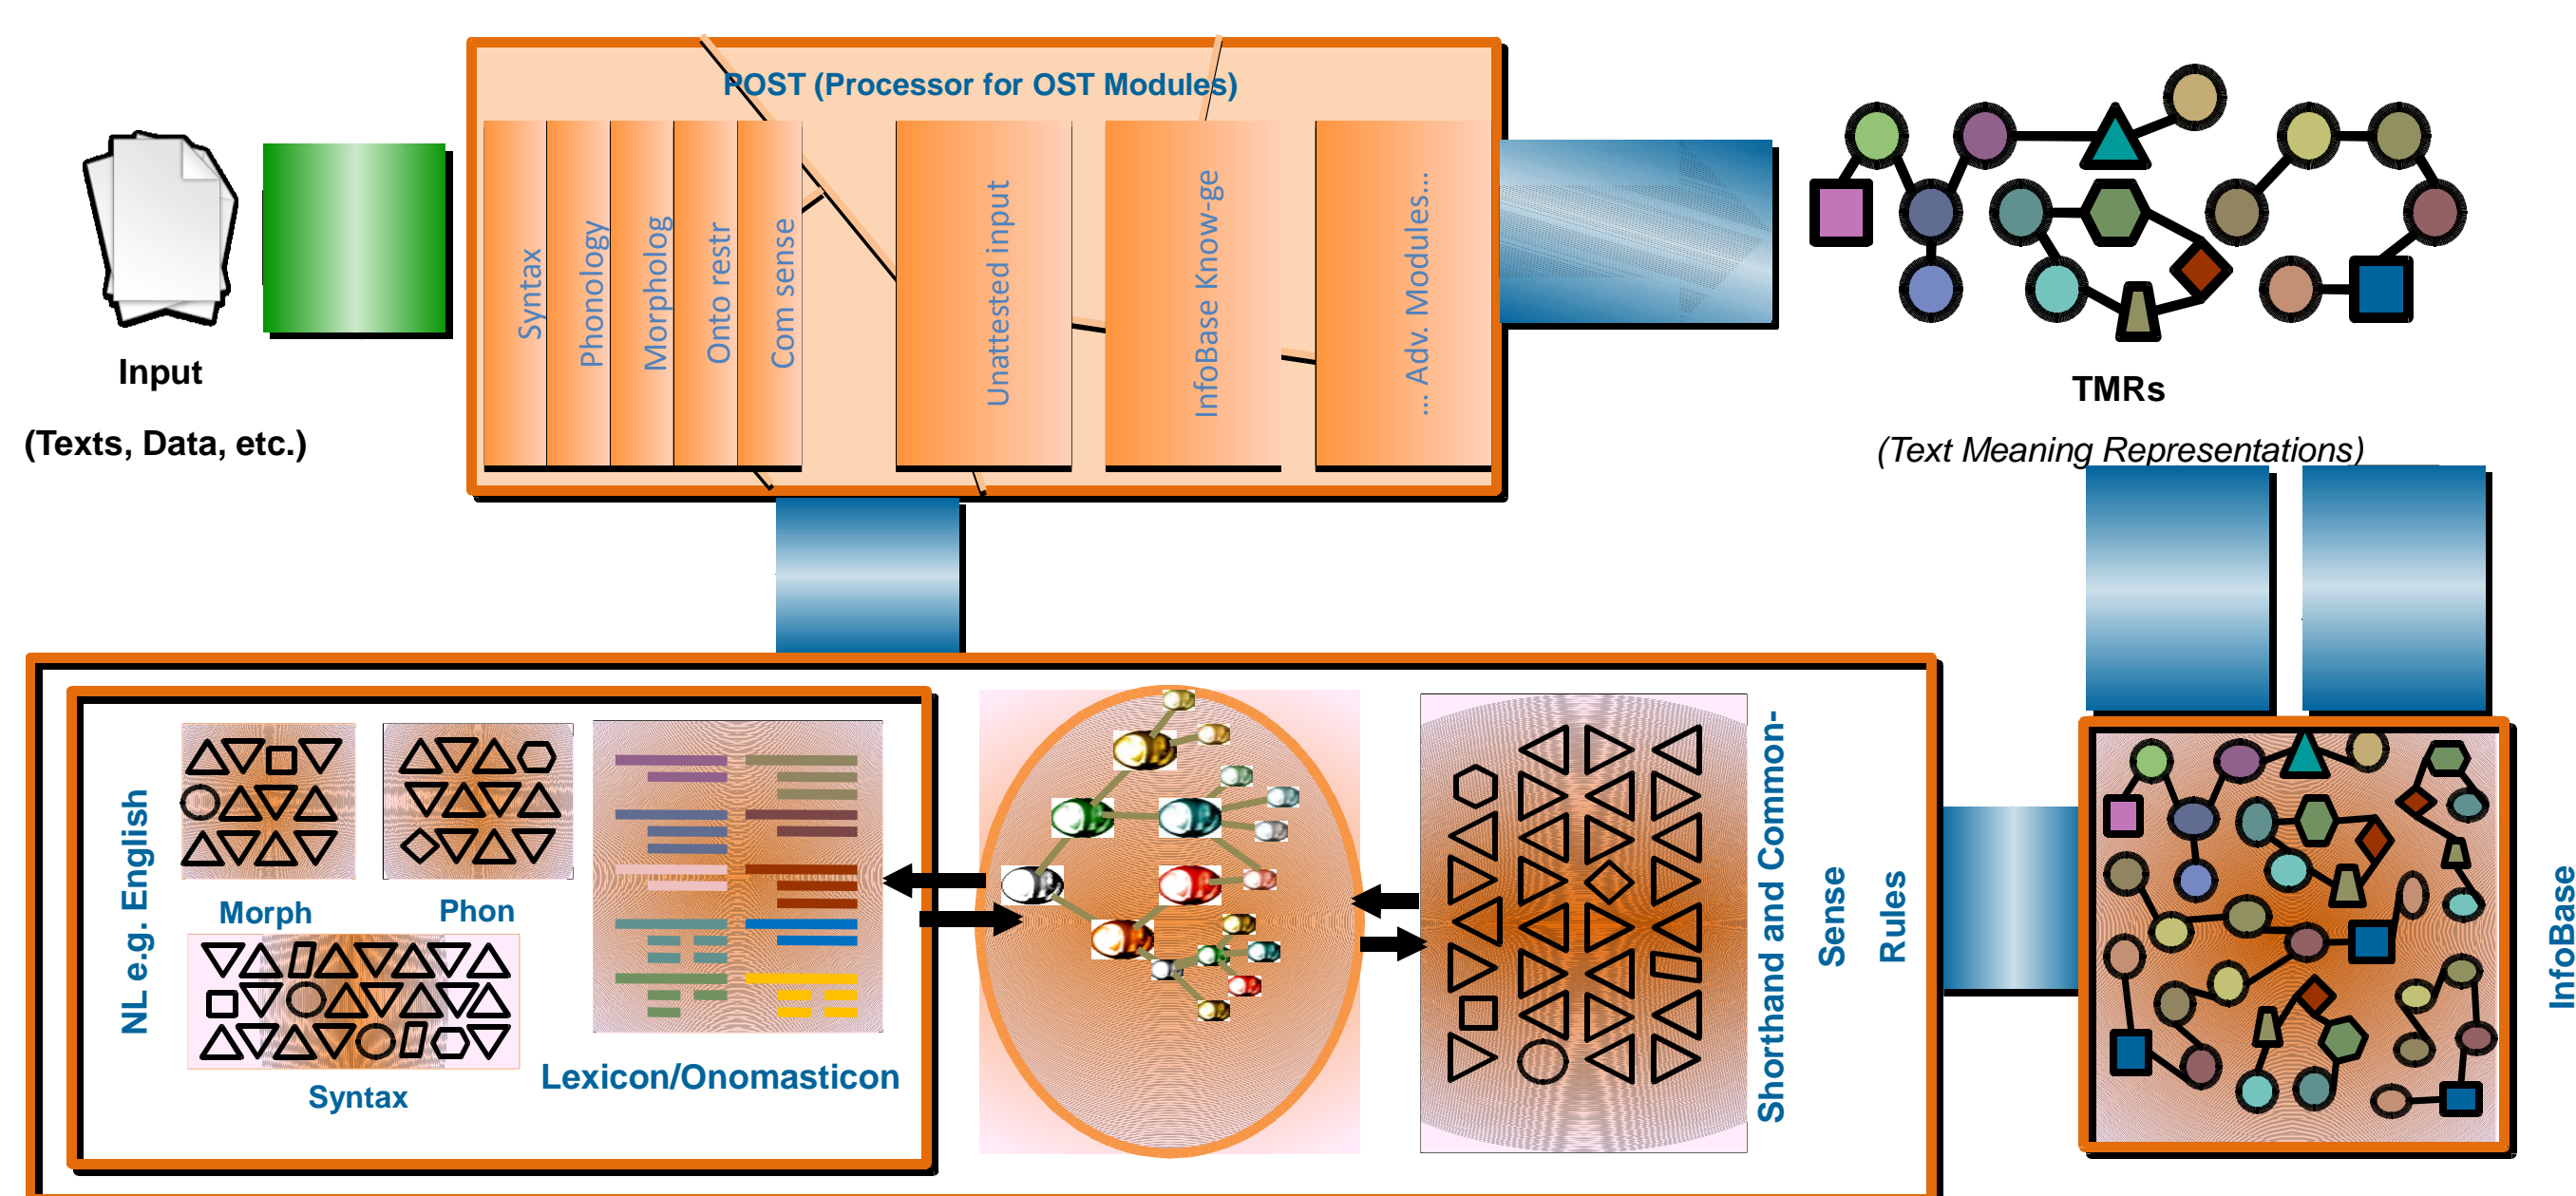 POST (Processor for OST Modules)
Syntax
Phonology
Morpholog
Onto restr
Com sense
Unattested input
InfoBase Know-ge
... Adv. Modules...
Input
(Texts, Data, etc.)
TMRs
(Text Meaning Representations)
NL e.g. English
Morph
Phon
Syntax
Lexicon/Onomasticon
Shorthand and Common-
Sense
Rules
InfoBase